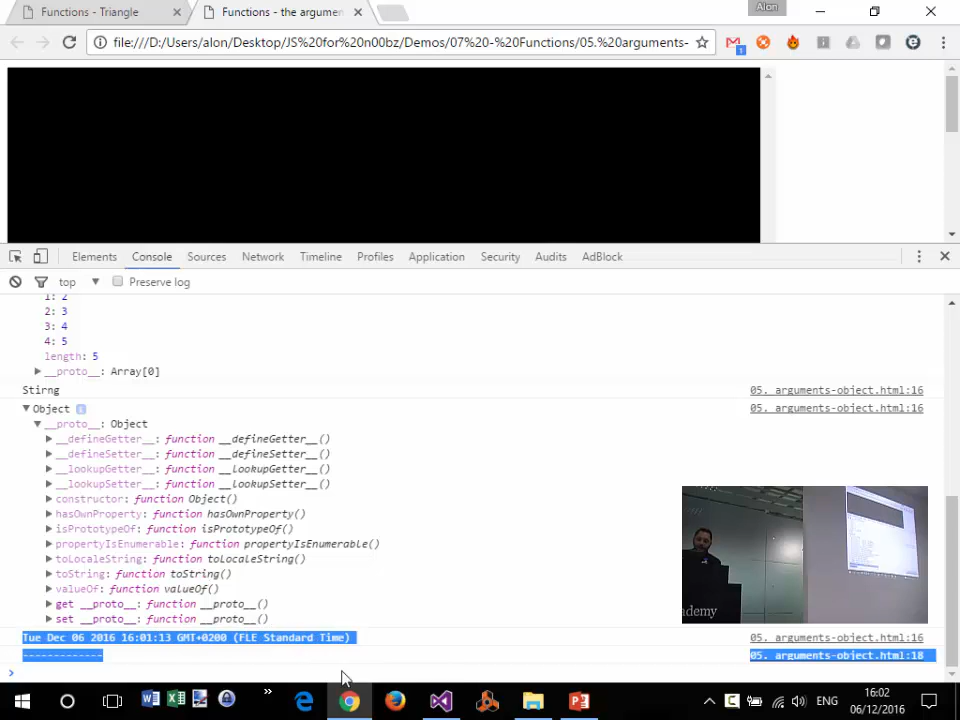 Functions - Triangle
Functions - the argumen
Alon
file:///D:/Users/alon/Desktop/JS%20for%20n00bz/Demos/07%20-%20Functions/05.%20arguments-
1
Elements Console Sources Network Timeline Profiles Application Security Audits AdBlock
top Preserve log
1: 2
2: 3
3: 4
4: 5
length: 5
__proto__: Array[0]
Stirng 05. arguments-object.html:16
Object i 05. arguments-object.html:16
__proto__: Object
__defineGetter__: function __defineGetter__()
__defineSetter__: function __defineSetter__()
__lookupGetter__: function __lookupGetter__()
__lookupSetter__: function __lookupSetter__()
constructor: function Object()
hasOwnProperty: function hasOwnProperty()
isPrototypeOf: function isPrototypeOf()
propertyIsEnumerable: function propertyIsEnumerable()
toLocaleString: function toLocaleString()
toString: function toString()
valueOf: function valueOf()
get __proto__: function __proto__()
set __proto__: function __proto__()
ademy
Tue Dec 06 2016 16:01:13 GMT+0200 (FLE Standard Time) 05. arguments-object.html:16
------------- 05. arguments-object.html:18
ENG
16:02
06/12/2016